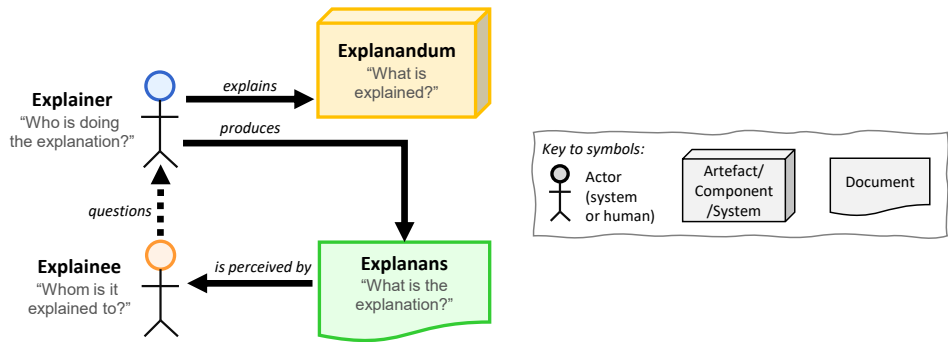 Explainer
“Who is doing
the explanation?”
explains
Explanandum
“What is
explained?”
produces
questions
Explainee
“Whom is it
explained to?”
is perceived by
Explanans
“What is the
explanation?”
Key to symbols:
Actor
(system
or human)
Artefact/
Component
/System
Document